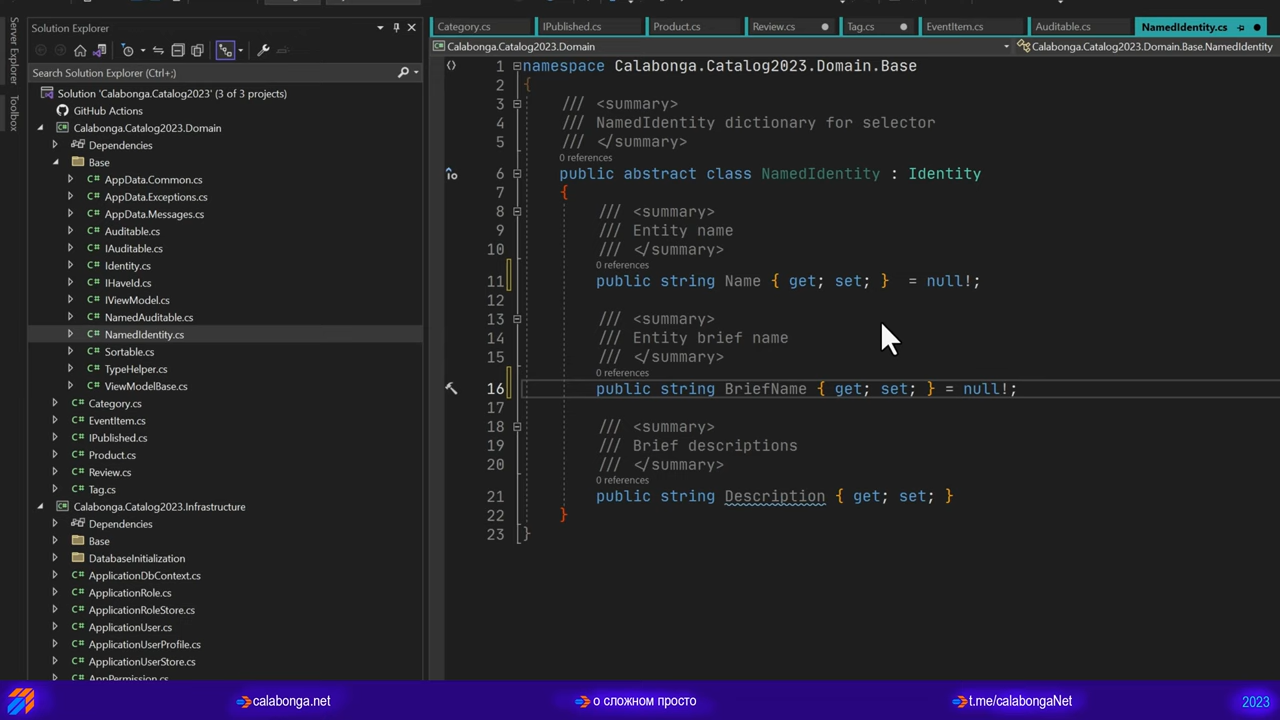 Server Explorer
Toolbox
Solution Explorer
Search Solution Explorer (Ctrl+;)
Solution 'Calabonga.Catalog2023' (3 of 3 projects)
GitHub Actions
Calabonga.Catalog2023.Domain
Dependencies
Base
C# AppData.Common.cs
C# AppData.Exceptions.cs
C# AppData.Messages.cs
C# Auditable.cs
C# IAuditable.cs
C# Identity.cs
C# IHaveId.cs
C# IViewModel.cs
C# NamedAuditable.cs
C# NamedIdentity.cs
C# Sortable.cs
C# TypeHelper.cs
C# ViewModelBase.cs
C# Category.cs
C# EventItem.cs
C# IPublished.cs
C# Product.cs
C# Review.cs
C# Tag.cs
Calabonga.Catalog2023.Infrastructure
Dependencies
Base
DatabaseInitialization
C# ApplicationDbContext.cs
C# ApplicationRole.cs
C# ApplicationRoleStore.cs
C# ApplicationUser.cs
C# ApplicationUserProfile.cs
C# ApplicationUserStore.cs
C# AppPermission.cs
Category.cs IPublished.cs Product.cs Review.cs Tag.cs EventItem.cs Auditable.cs NamedIdentity.cs
Calabonga.Catalog2023.Domain Calabonga.Catalog2023.Domain.Base.NamedIdentity
1 namespace Calabonga.Catalog2023.Domain.Base
2 {
3 /// <summary>
4 /// NamedIdentity dictionary for selector
5 /// </summary>
0 references
6 public abstract class NamedIdentity : Identity
7 {
8 /// <summary>
9 /// Entity name
10 /// </summary>
0 references
11 public string Name { get; set; } = null!;
12
13 /// <summary>
14 /// Entity brief name
15 /// </summary>
0 references
16 public string BriefName { get; set; } = null!;
17
18 /// <summary>
19 /// Brief descriptions
20 /// </summary>
0 references
21 public string Description { get; set; }
22 }
23 }
calabonga.net
о сложном просто
t.me/calabongaNet
2023